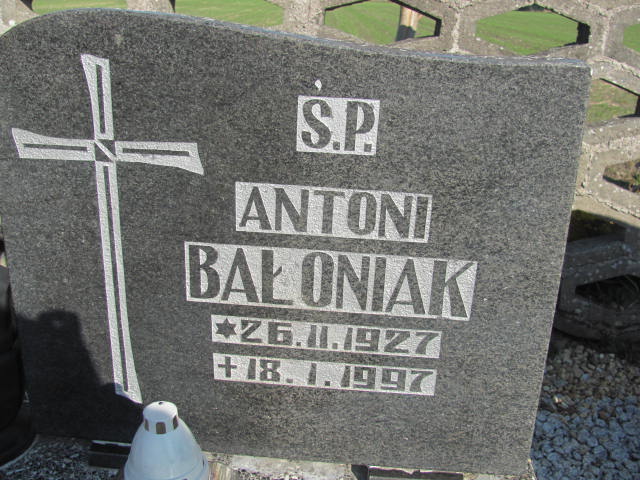 Ś.P.
ANTONI
BAŁONIAK
✶26.11.1927
+18.1.1997